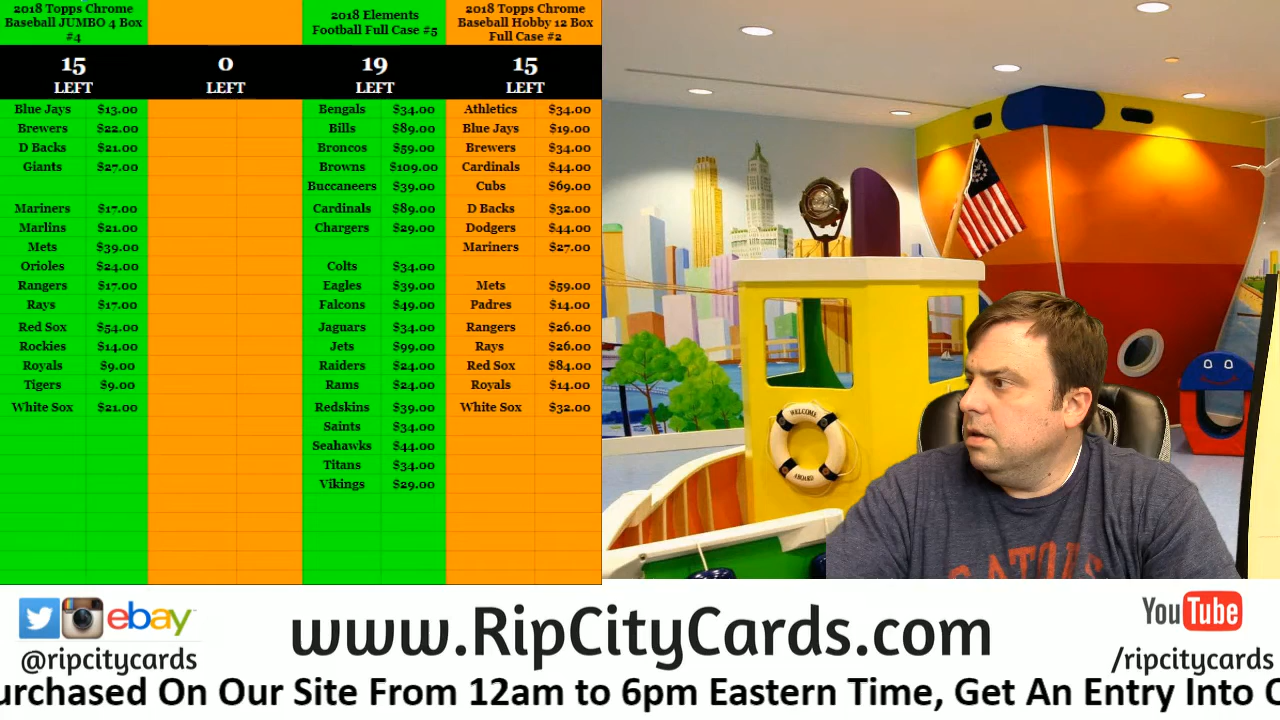 2018 Topps Chrome
Baseball JUMBO 4 Box
#4
15
LEFT
Blue Jays $13.00
Brewers $22.00
D Backs $21.00
Giants $27.00
Mariners $17.00
Marlins $21.00
Mets $39.00
Orioles $24.00
Rangers $17.00
Rays $17.00
Red Sox $54.00
Rockies $14.00
Royals $9.00
Tigers $9.00
White Sox $21.00
0
LEFT
2018 Elements
Football Full Case #5
19
LEFT
Bengals $34.00
Bills $89.00
Broncos $59.00
Browns $109.00
Buccaneers $39.00
Cardinals $89.00
Chargers $29.00
Colts $34.00
Eagles $39.00
Falcons $49.00
Jaguars $34.00
Jets $99.00
Raiders $24.00
Rams $24.00
Redskins $39.00
Saints $34.00
Seahawks $44.00
Titans $34.00
Vikings $29.00
2018 Topps Chrome
Baseball Hobby 12 Box
Full Case #2
15
LEFT
Athletics $34.00
Blue Jays $19.00
Brewers $34.00
Cardinals $44.00
Cubs $69.00
D Backs $32.00
Dodgers $44.00
Mariners $27.00
Mets $59.00
Padres $14.00
Rangers $26.00
Rays $26.00
Red Sox $84.00
Royals $14.00
White Sox $32.00
WELCOME
ABOARD
GATORS
ebay
@ripcitycards
www.RipCityCards.com
YouTube
/ripcitycards
urchased On Our Site From 12am to 6pm Eastern Time, Get An Entry Into